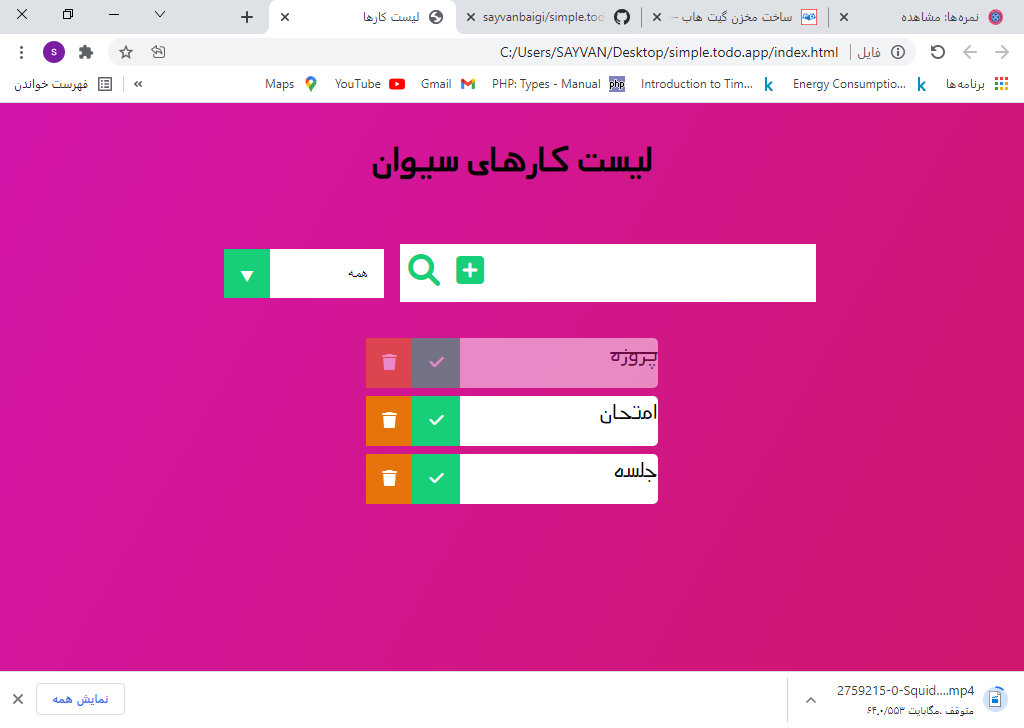 نمره‌ها: مشاهده
ساخت مخزن گیت هاب –
sayvanbaigi/simple.tod
لیست کارها
فایل
C:/Users/SAYVAN/Desktop/simple.todo.app/index.html
S
برنامه‌ها
Energy Consumptio...
Introduction to Tim...
PHP: Types - Manual
php
Gmail
YouTube
Maps
«
فهرست خواندن
لیست کارهای سیوان
همه
پروزه
امتحان
جلسه
2759215-0-Squid....mp4
۶۴٫۰/۵۵۳ مگابایت. متوقف
نمایش همه